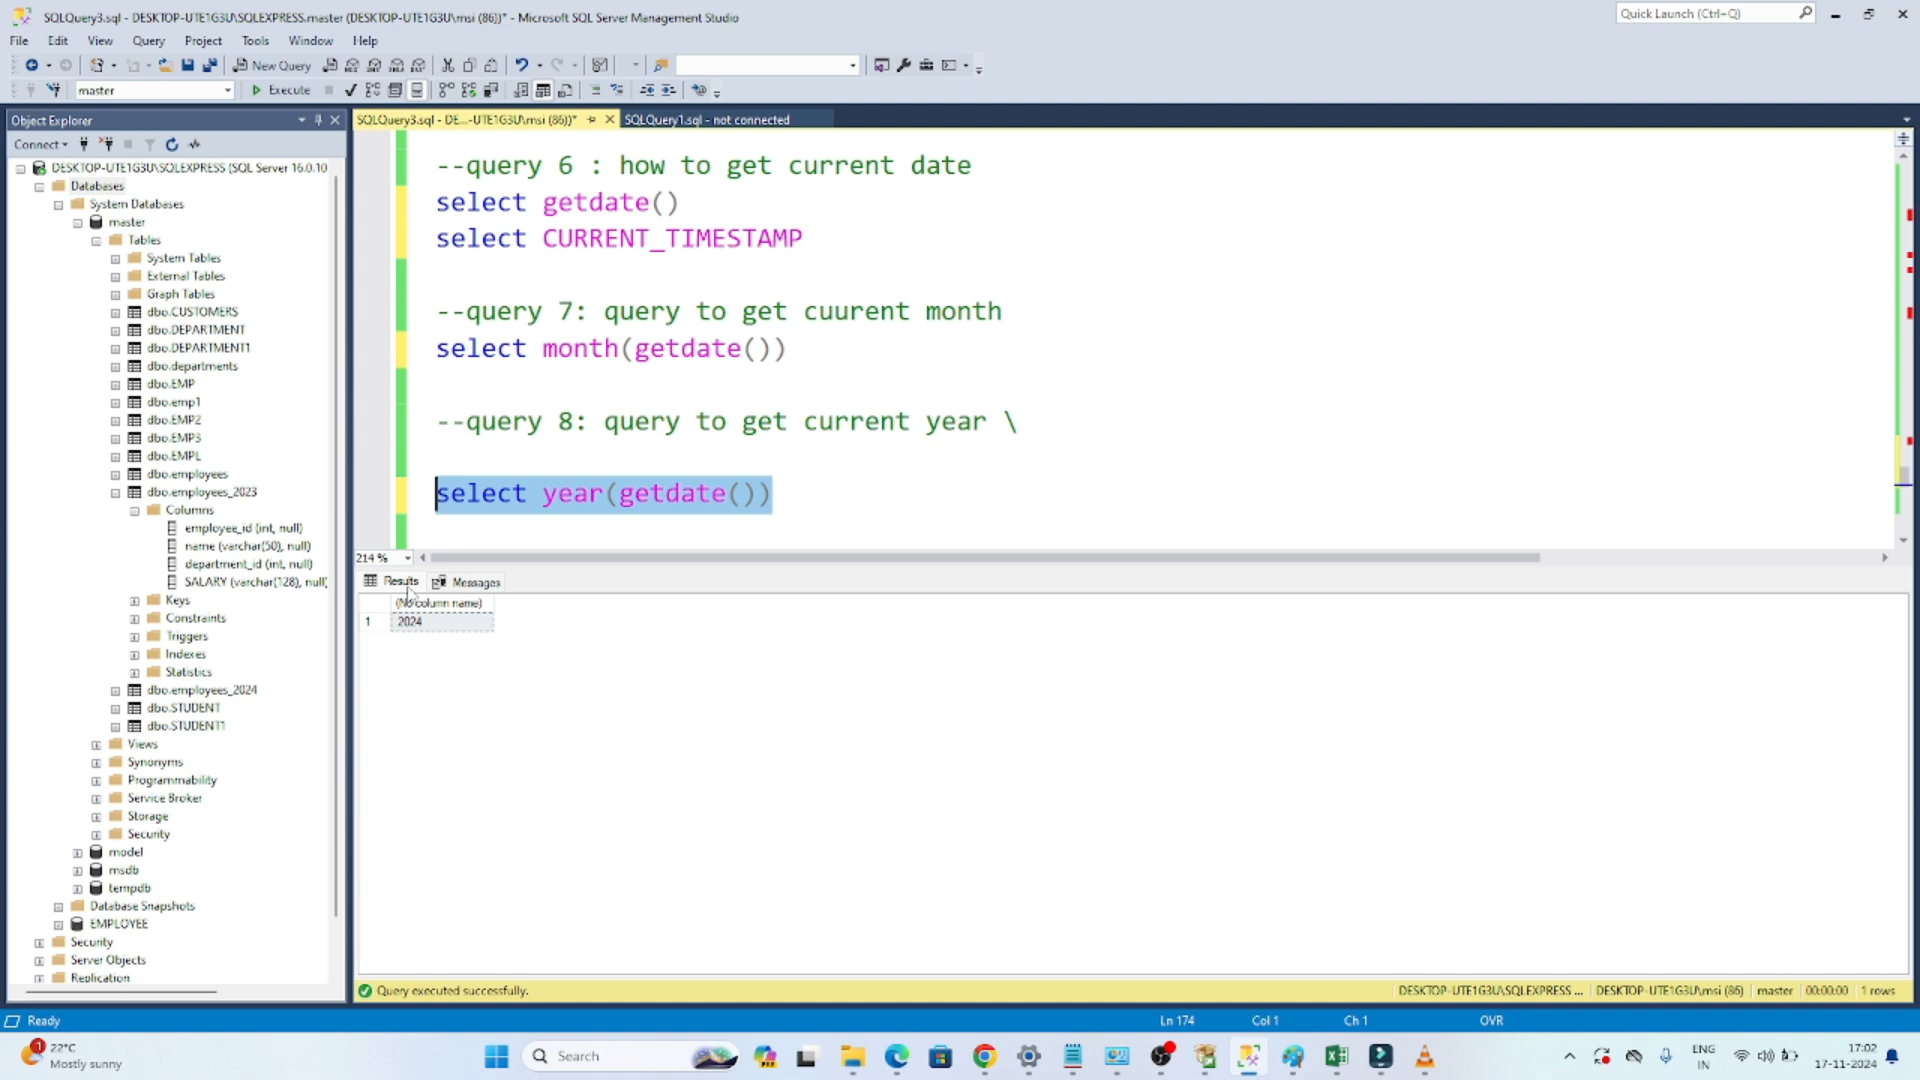 SQLQuery3.sql - DESKTOP-UTE1G3U\SQLEXPRESS.master (DESKTOP-UTE1G3U\msi (86))* - Microsoft SQL Server Management Studio
Quick Launch (Ctrl+Q)
File Edit View Query Project Tools Window Help
New Query
master
Execute
Object Explorer
SQLQuery3.sql - DE...-UTE1G3U\msi (86))*
SQLQuery1.sql - not connected
Connect
DESKTOP-UTE1G3U\SQLEXPRESS (SQL Server 16.0.10
Databases
System Databases
master
Tables
System Tables
External Tables
Graph Tables
dbo.CUSTOMERS
dbo.DEPARTMENT
dbo.DEPARTMENT1
dbo.departments
dbo.EMP
dbo.emp1
dbo.EMP2
dbo.EMP3
dbo.EMPL
dbo.employees
dbo.employees_2023
Columns
employee_id (int, null)
name (varchar(50), null)
department_id (int, null)
SALARY (varchar(128), null
Keys
Constraints
Triggers
Indexes
Statistics
dbo.employees_2024
dbo.STUDENT
dbo.STUDENT1
Views
Synonyms
Programmability
Service Broker
Storage
Security
model
msdb
tempdb
Database Snapshots
EMPLOYEE
Security
Server Objects
Replication
--query 6 : how to get current date
select getdate()
select CURRENT_TIMESTAMP
--query 7: query to get cuurent month
select month(getdate())
--query 8: query to get current year \
select year(getdate())
214 %
Results Messages
(No column name)
1 2024
Query executed successfully.
DESKTOP-UTE1G3U\SQLEXPRESS ... DESKTOP-UTE1G3U\msi (86) master 00:00:00 1 rows
Ready
Ln 174 Col 1 Ch 1 OVR
1
22°C
Mostly sunny
Search
ENG
IN
17:02
17-11-2024